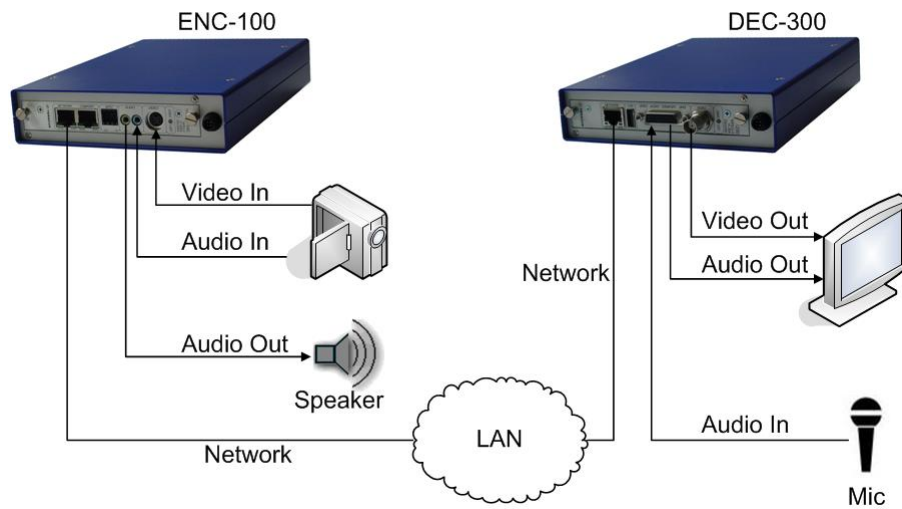 ENC-100
DEC-300
Video In
Audio In
Audio Out
Speaker
Network
LAN
Network
Video Out
Audio Out
Audio In
Mic